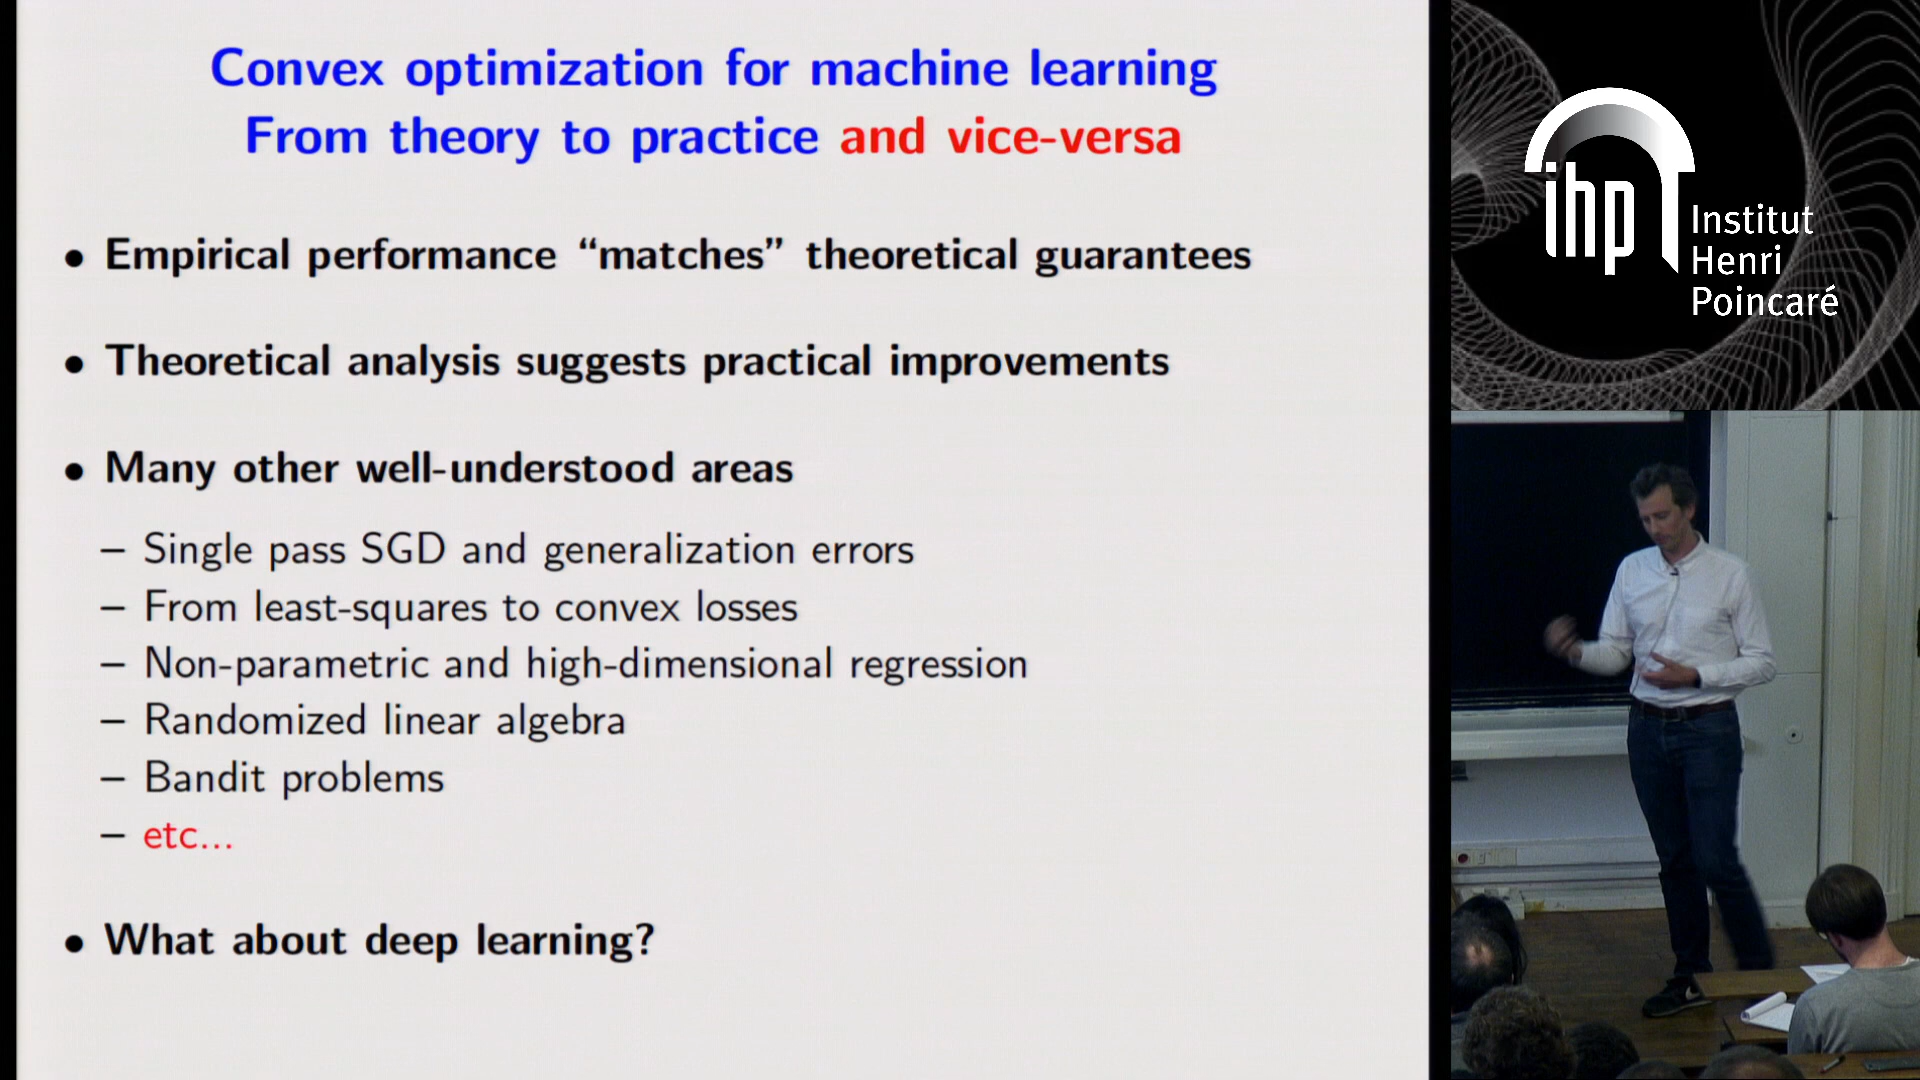 Convex optimization for machine learning
From theory to practice and vice-versa
• Empirical performance “matches” theoretical guarantees
• Theoretical analysis suggests practical improvements
• Many other well-understood areas
– Single pass SGD and generalization errors
– From least-squares to convex losses
– Non-parametric and high-dimensional regression
– Randomized linear algebra
– Bandit problems
– etc...
• What about deep learning?
ihp
Institut
Henri
Poincaré